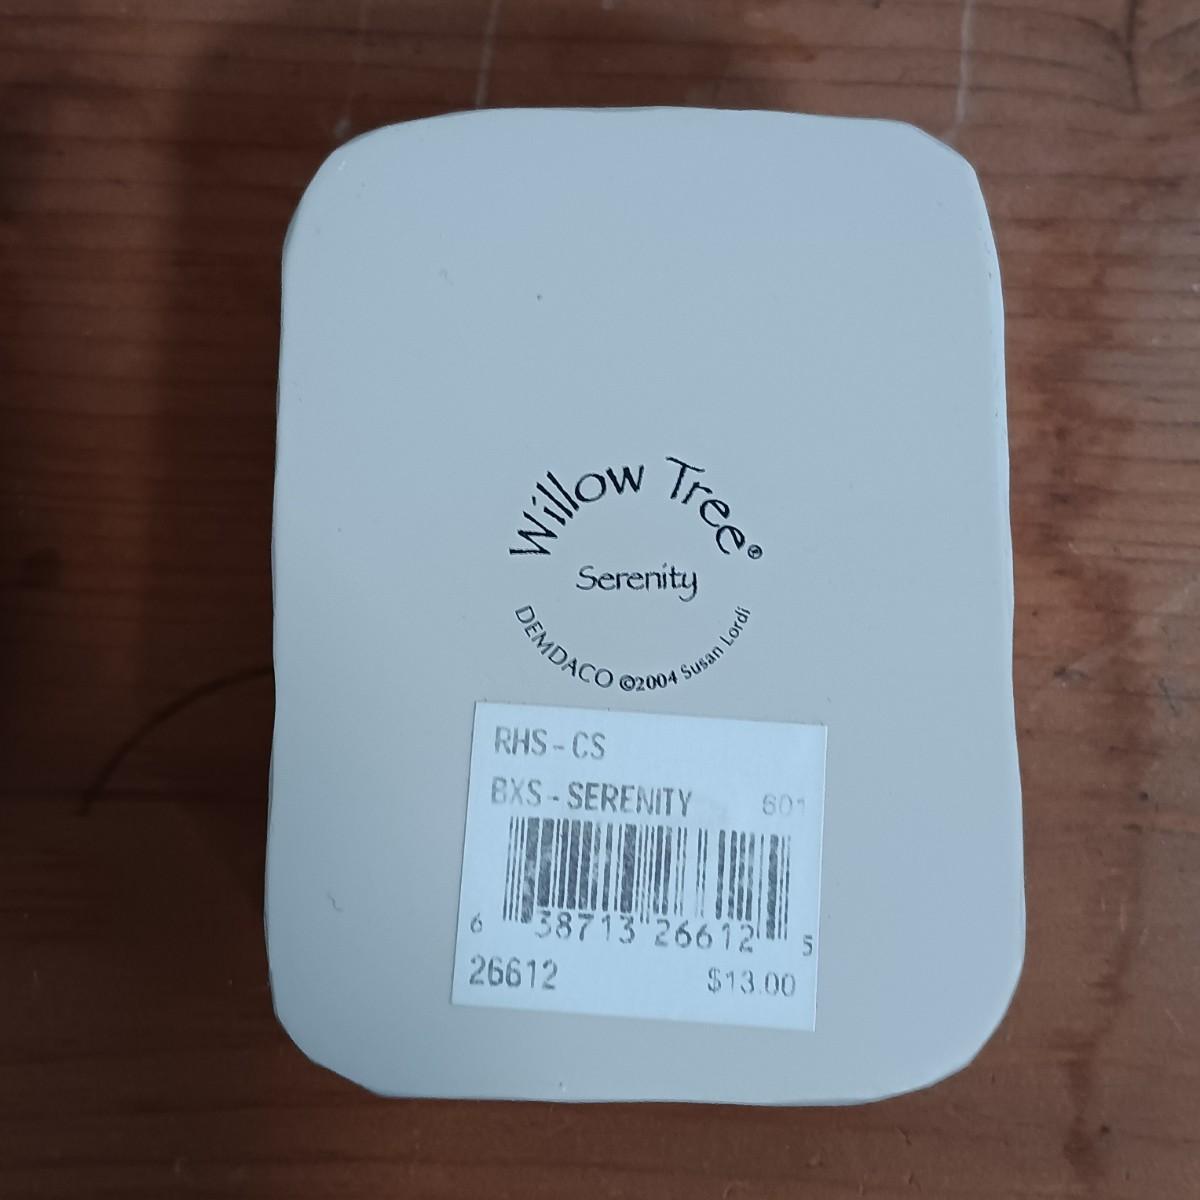 Willow Tree®
Serenity
DEMDACO ©2004 Susan Lordi
RHS - CS
BXS - SERENITY 601
6 38713 26612 5
26612 $13.00